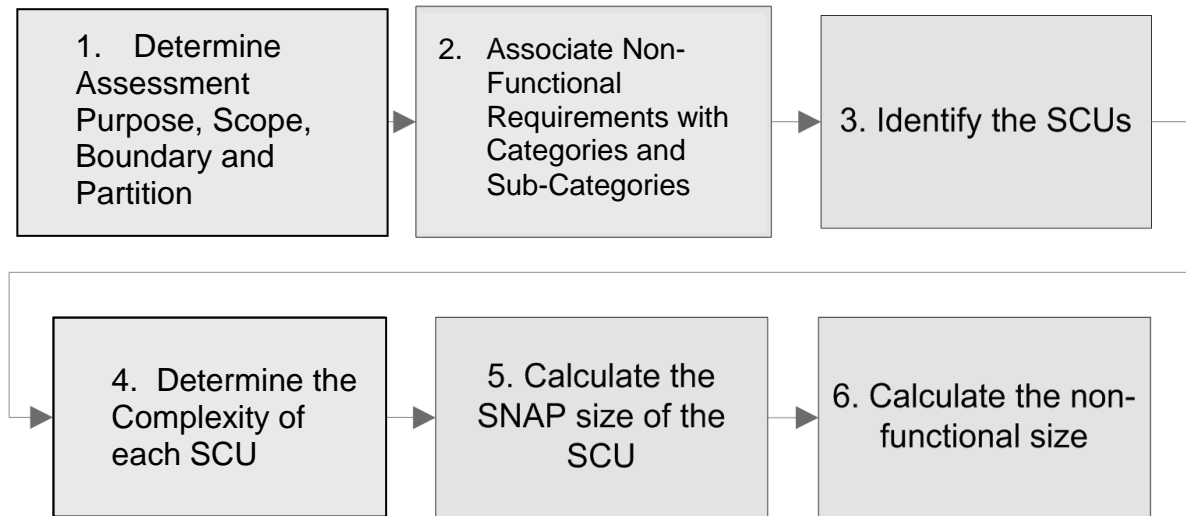 1. Determine
Assessment
Purpose, Scope,
Boundary and
Partition
2. Associate Non-
Functional
Requirements with
Categories and
Sub-Categories
3. Identify the SCUs
4. Determine the
Complexity of
each SCU
5. Calculate the
SNAP size of the
SCU
6. Calculate the non-
functional size